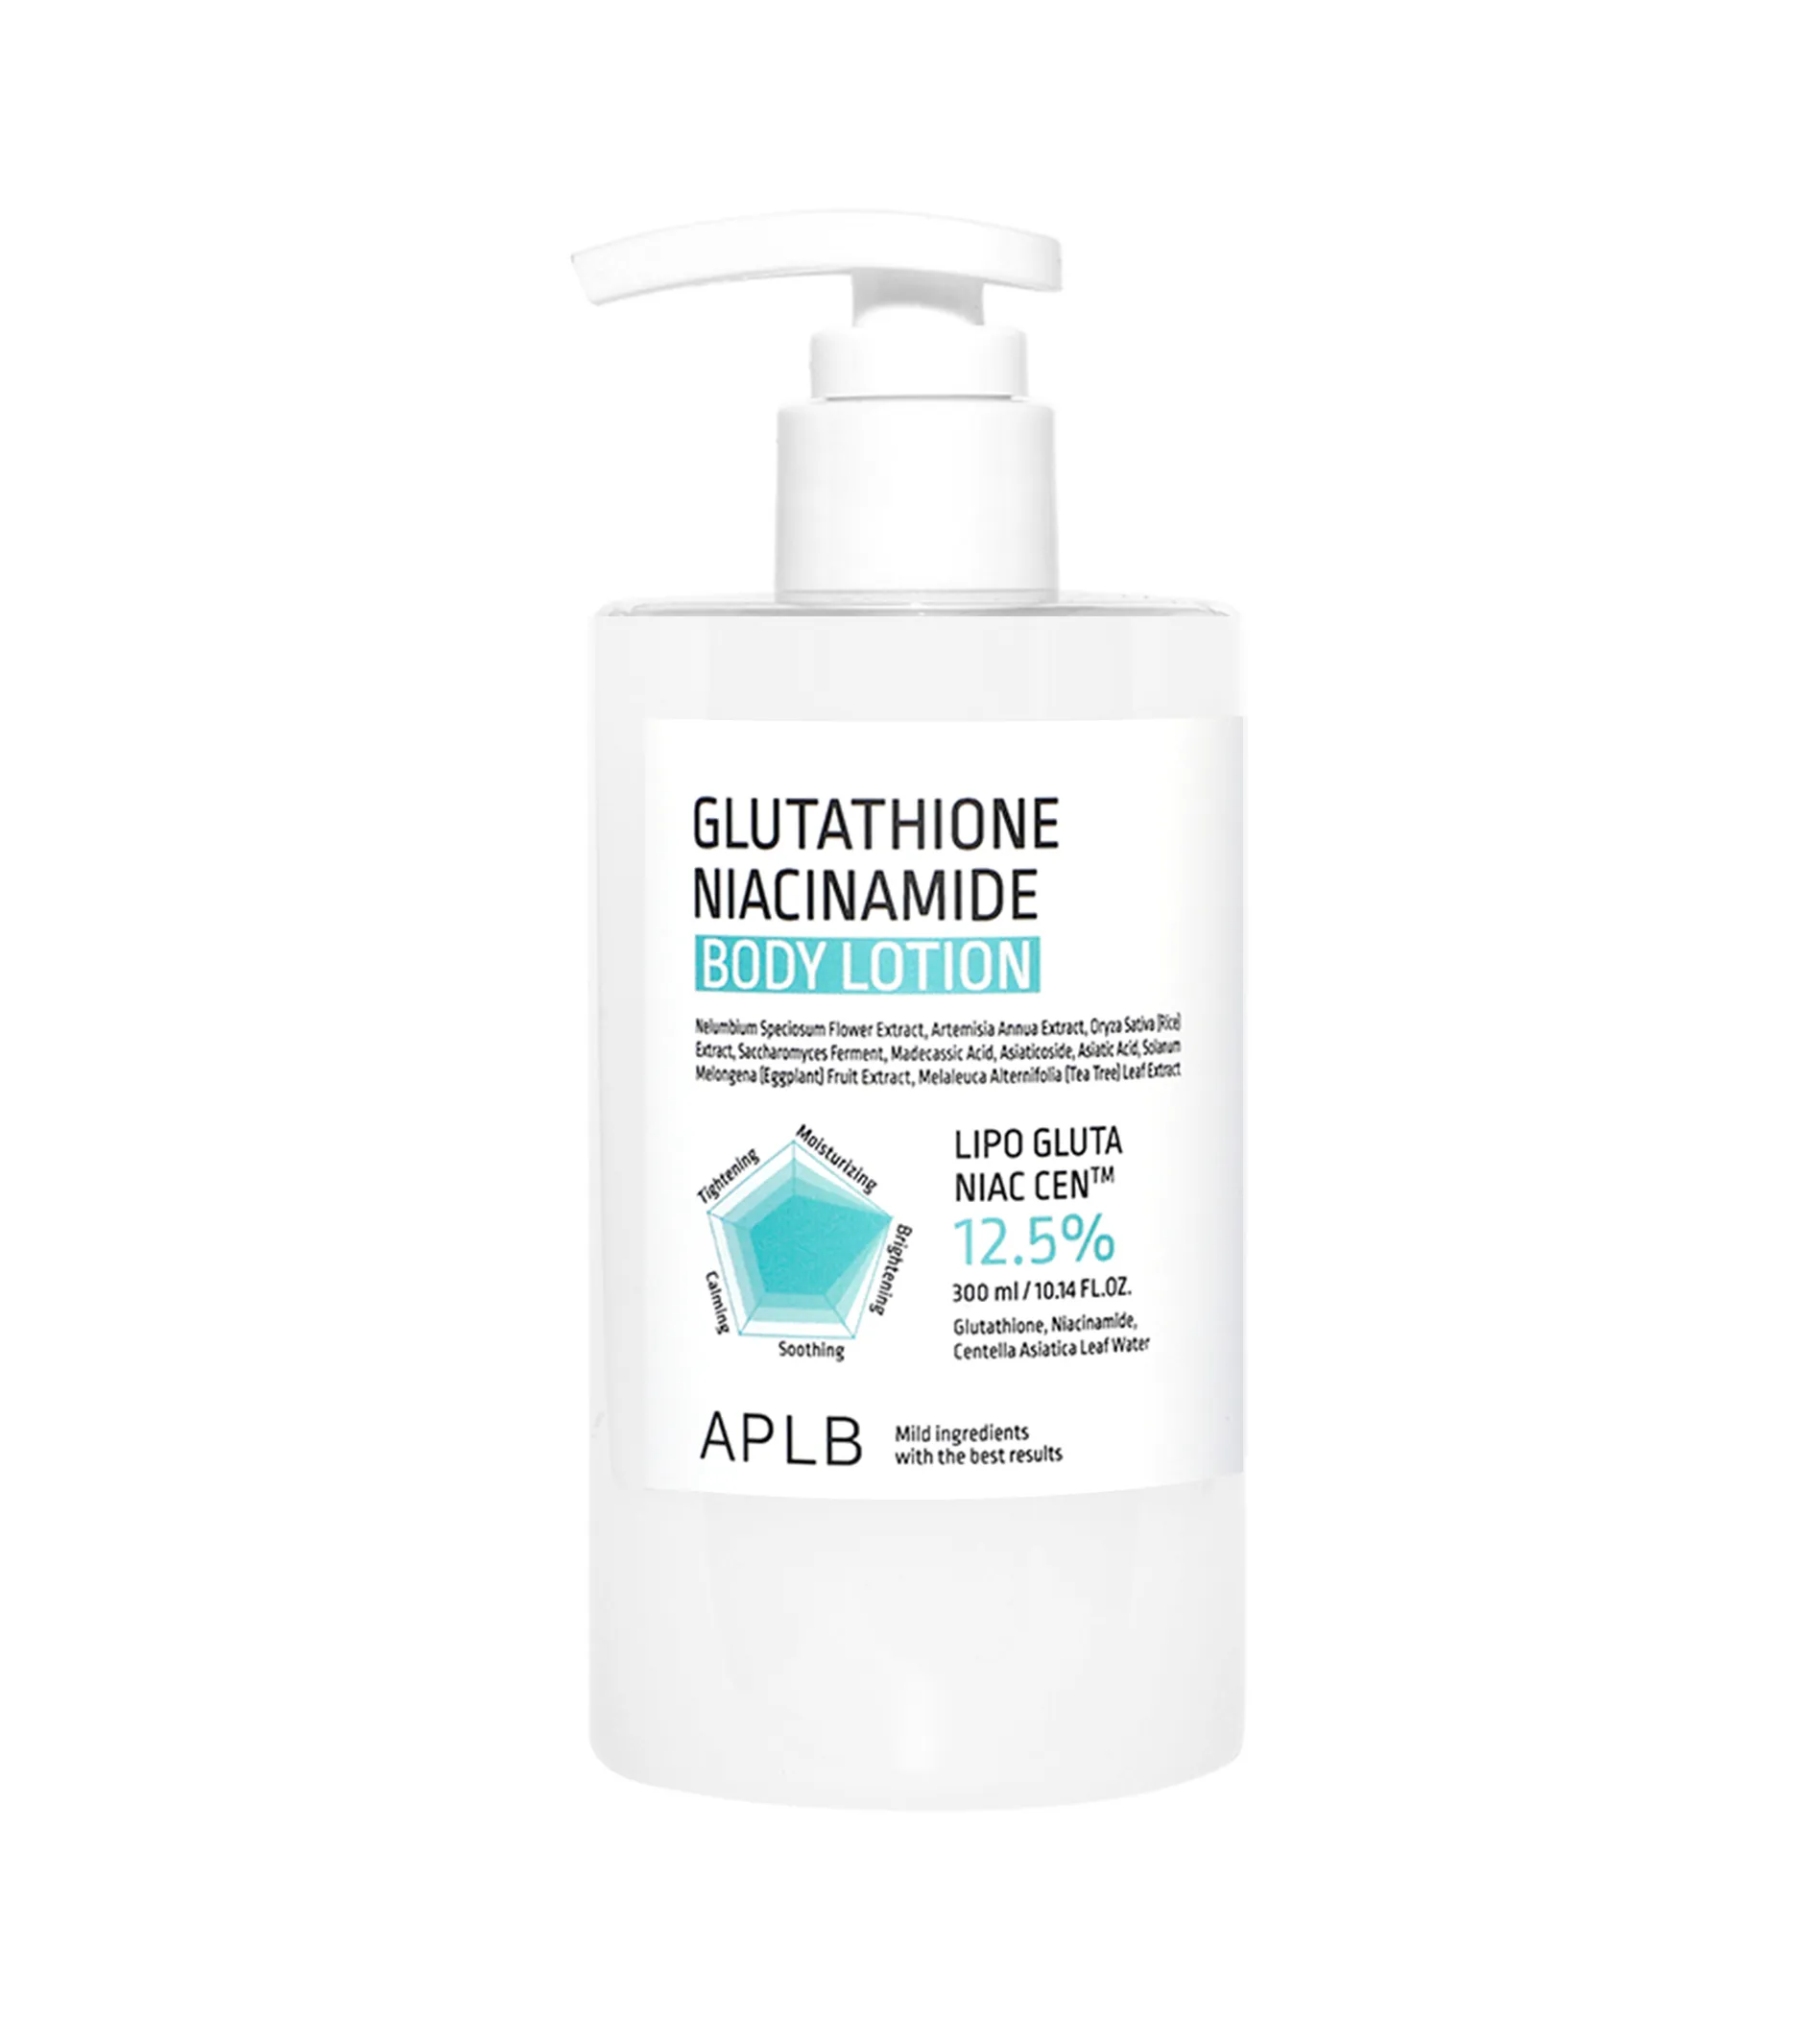 GLUTATHIONE
NIACINAMIDE
BODY LOTION
Nelumbium Speciosum Flower Extract, Artemisia Annua Extract, Oryza Sativa (Rice)
Extract, Saccharomyces Ferment, Madecassic Acid, Asiaticoside, Asiatic Acid, Solanum
Melongena (Eggplant) Fruit Extract, Melaleuca Alternifolia (Tea Tree) Leaf Extract
Moisturizing
Tightening
Brightening
Calming
Soothing
LIPO GLUTA
NIAC CEN™
12.5%
300 ml / 10.14 FL.OZ.
Glutathione, Niacinamide,
Centella Asiatica Leaf Water
APLB
Mild ingredients
with the best results